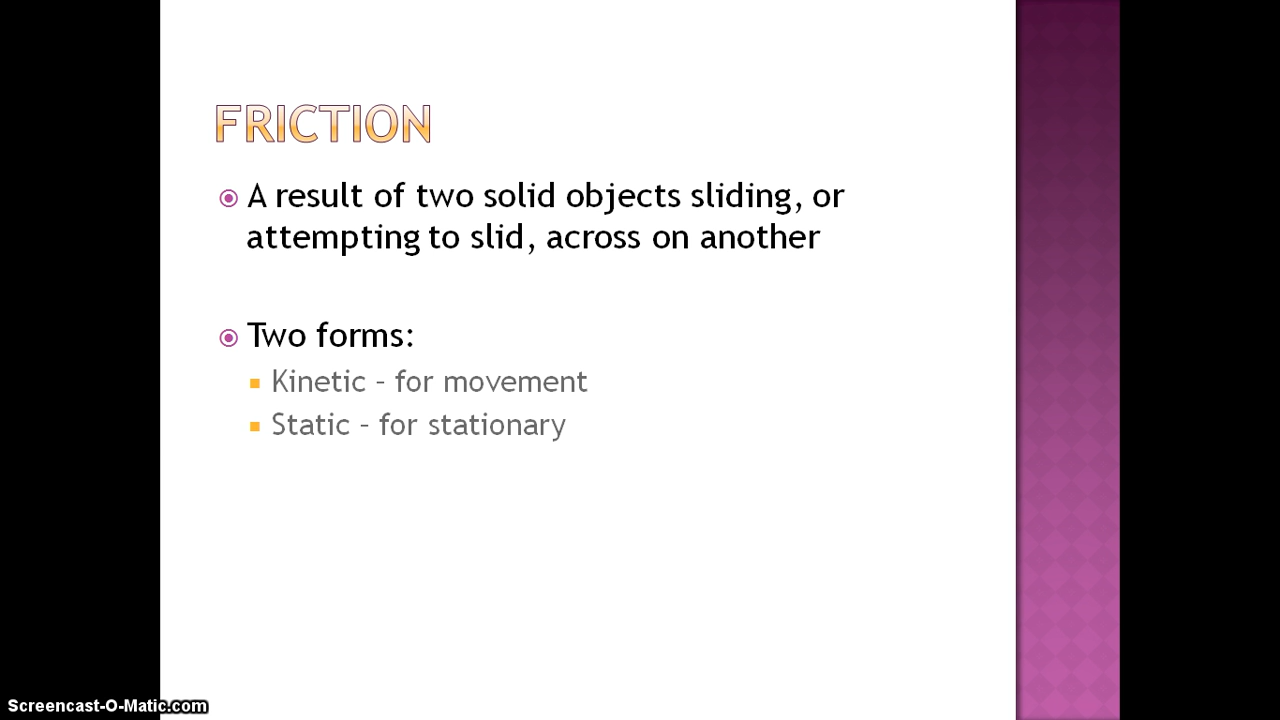 FRICTION
A result of two solid objects sliding, or
attempting to slid, across on another
Two forms:
Kinetic – for movement
Static – for stationary
Screencast-O-Matic.com